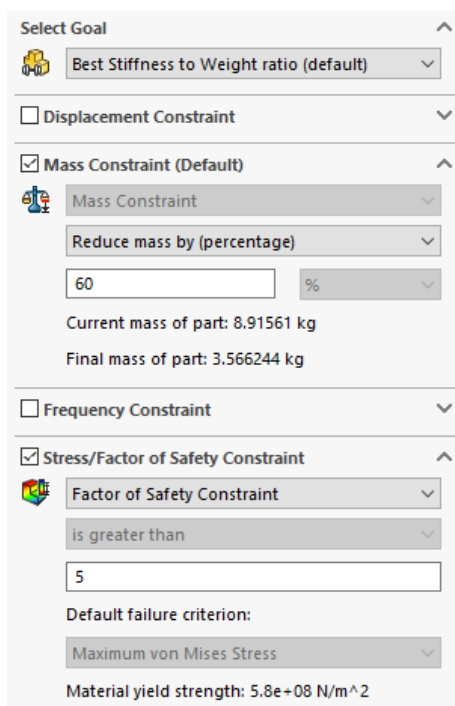 Select Goal
Best Stiffness to Weight ratio (default)
Displacement Constraint
Mass Constraint (Default)
Mass Constraint
Reduce mass by (percentage)
60 %
Current mass of part: 8.91561 kg
Final mass of part: 3.566244 kg
Frequency Constraint
Stress/Factor of Safety Constraint
Factor of Safety Constraint
is greater than
5
Default failure criterion:
Maximum von Mises Stress
Material yield strength: 5.8e+08 N/m^2